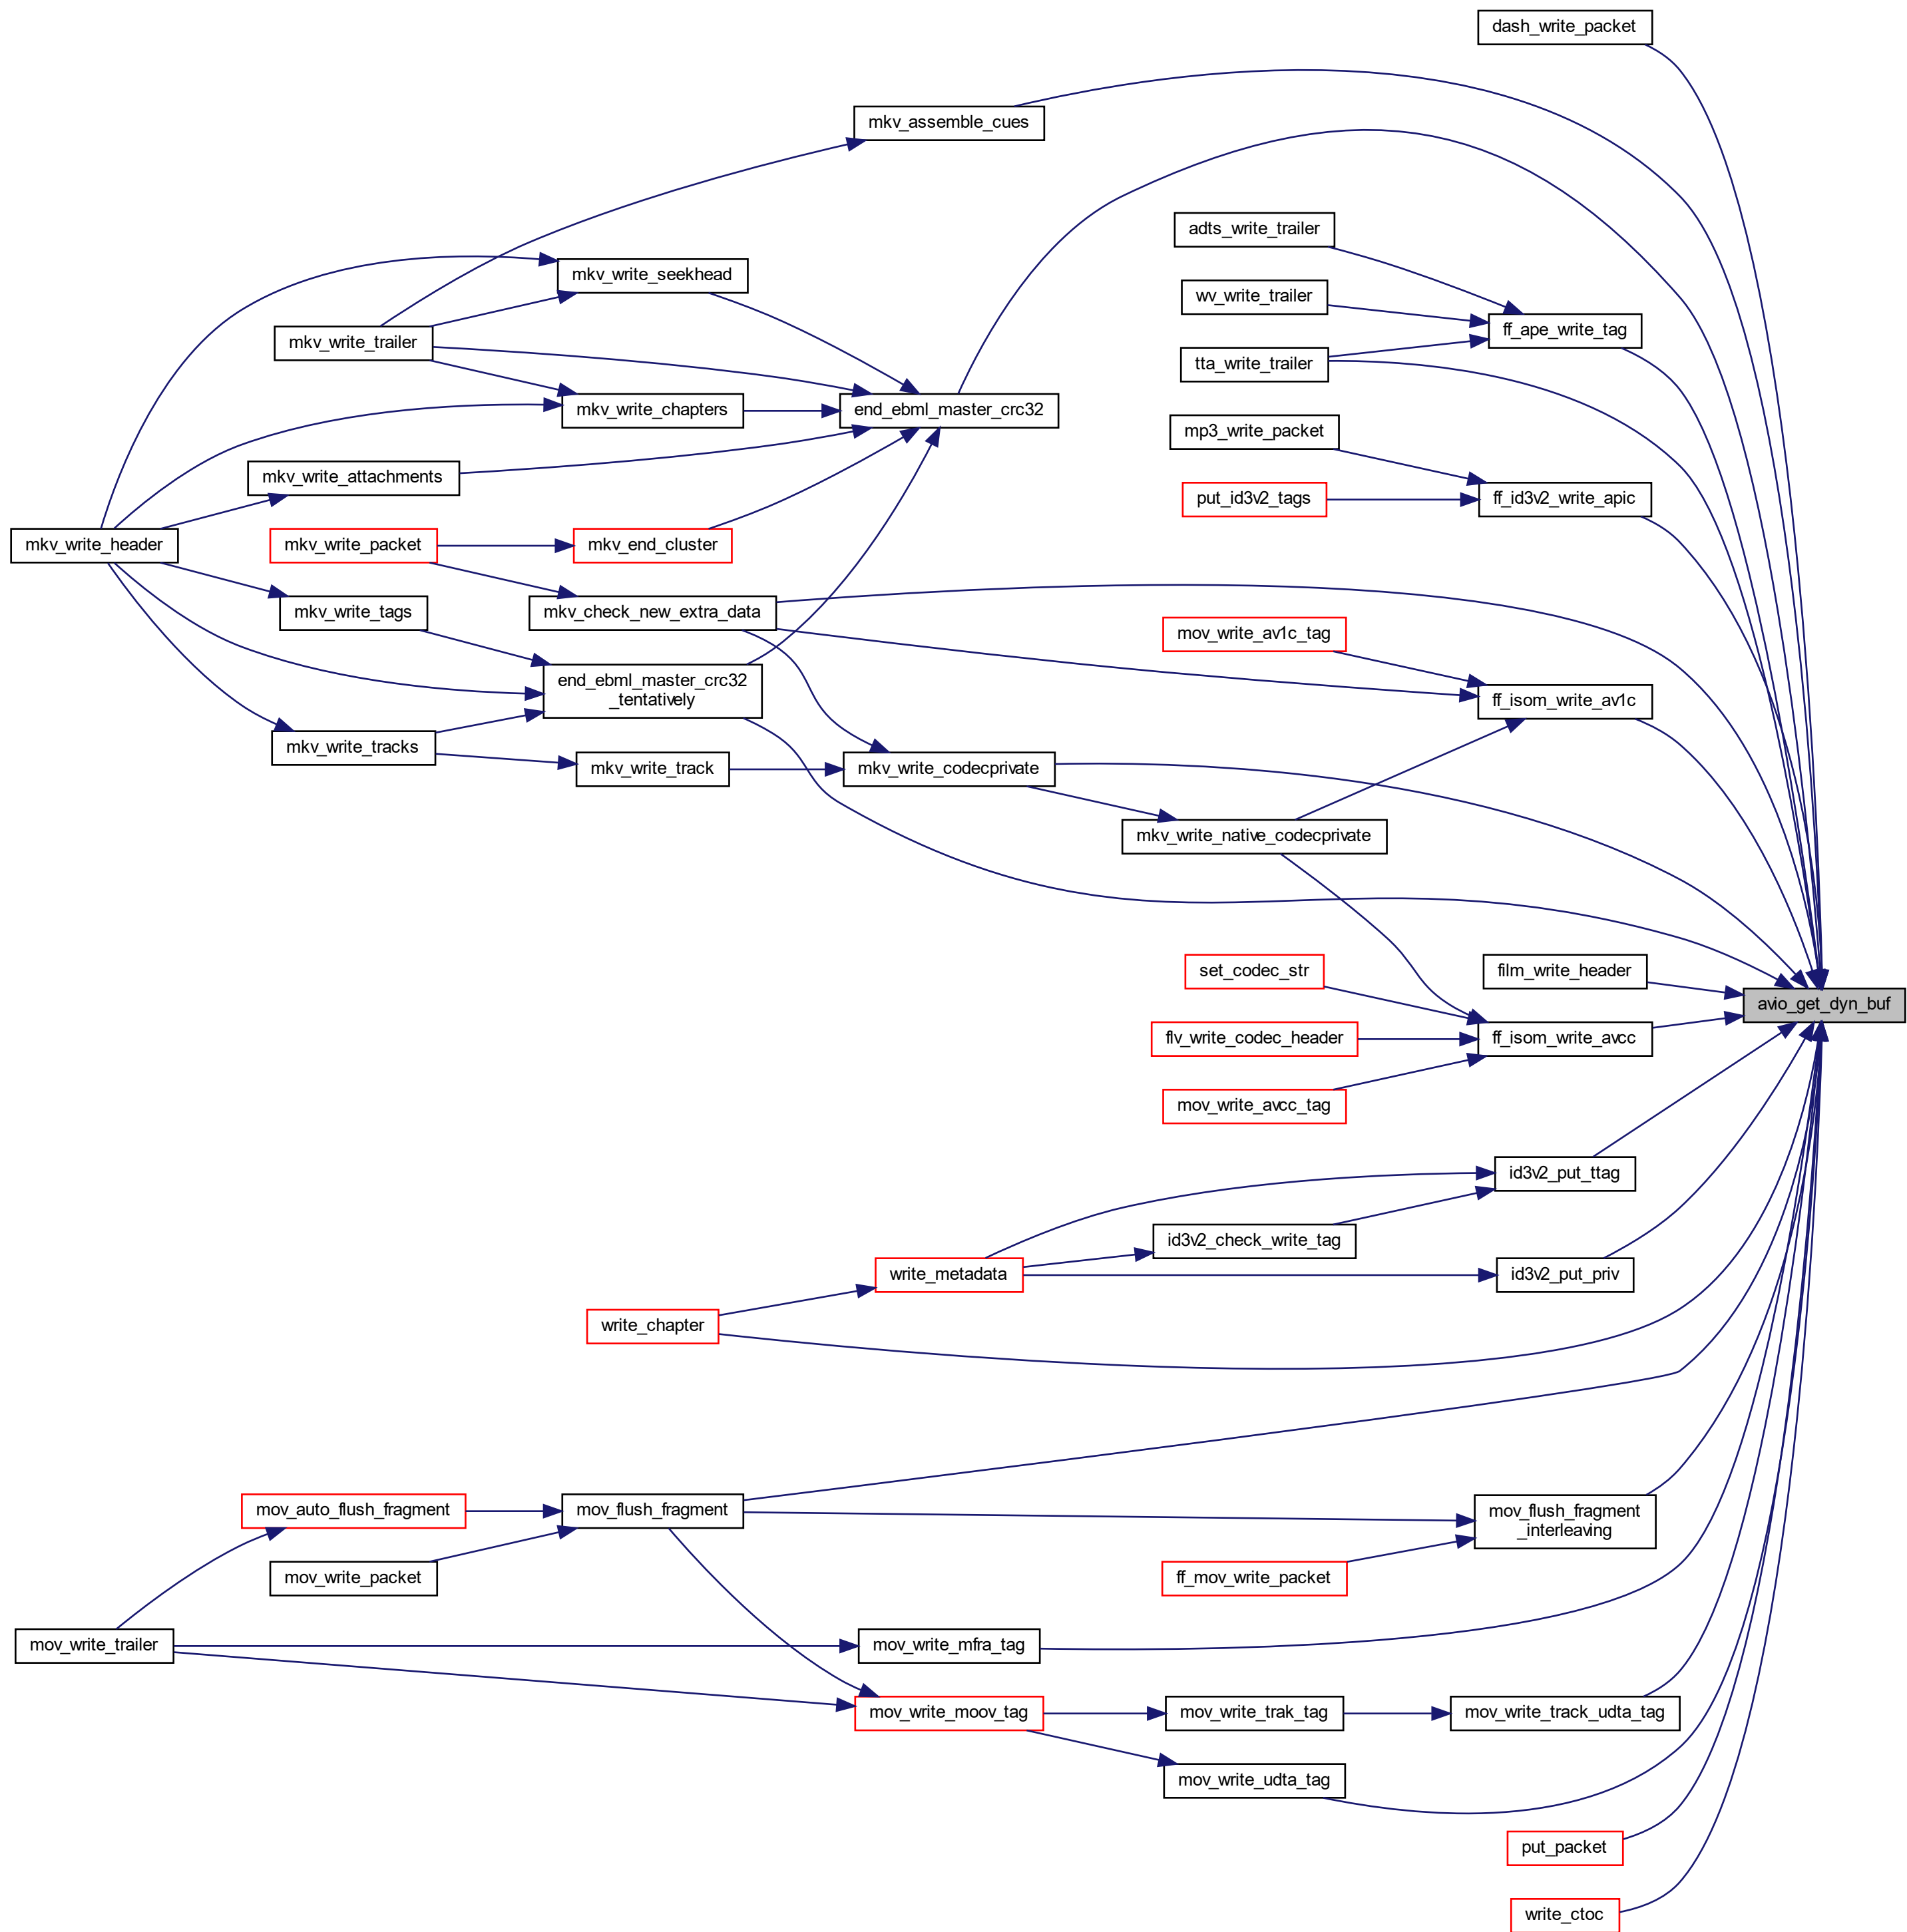 dash_write_packet
mkv_assemble_cues
adts_write_trailer
mkv_write_seekhead
wv_write_trailer
ff_ape_write_tag
mkv_write_trailer
tta_write_trailer
mkv_write_chapters
end_ebml_master_crc32
mp3_write_packet
mkv_write_attachments
put_id3v2_tags
ff_id3v2_write_apic
mkv_write_header
mkv_write_packet
mkv_end_cluster
mkv_write_tags
mkv_check_new_extra_data
mov_write_av1c_tag
end_ebml_master_crc32
_tentatively
ff_isom_write_av1c
mkv_write_tracks
mkv_write_track
mkv_write_codecprivate
mkv_write_native_codecprivate
set_codec_str
film_write_header
avio_get_dyn_buf
flv_write_codec_header
ff_isom_write_avcc
mov_write_avcc_tag
id3v2_put_ttag
id3v2_check_write_tag
write_metadata
id3v2_put_priv
write_chapter
mov_auto_flush_fragment
mov_flush_fragment
mov_flush_fragment
_interleaving
mov_write_packet
ff_mov_write_packet
mov_write_trailer
mov_write_mfra_tag
mov_write_moov_tag
mov_write_trak_tag
mov_write_track_udta_tag
mov_write_udta_tag
put_packet
write_ctoc